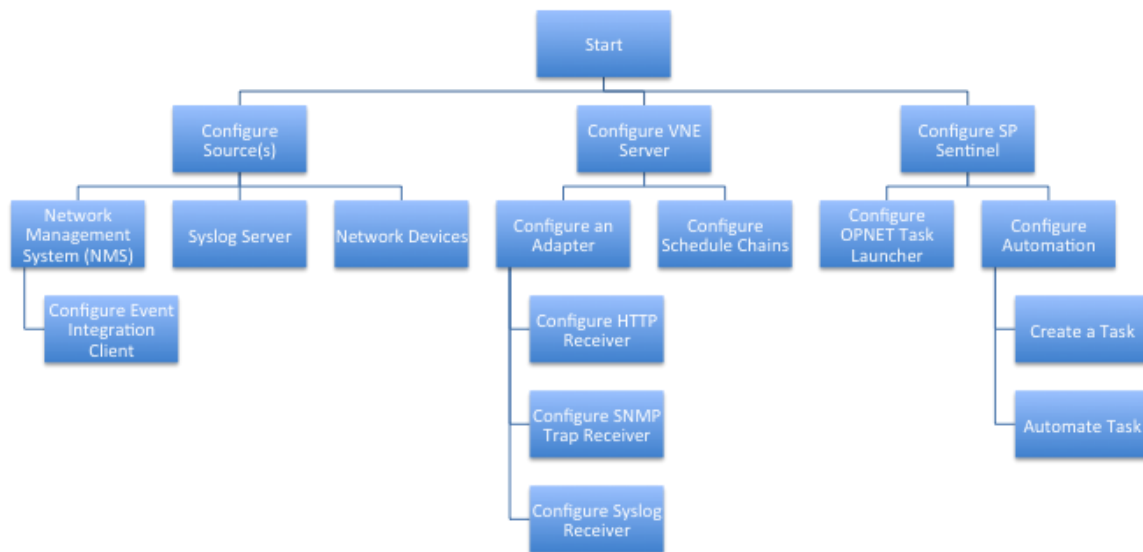 Start
Configure
Source(s)
Configure VNE
Server
Configure SP
Sentinel
Network
Management
System (NMS)
Syslog Server
Network Devices
Configure an
Adapter
Configure
Schedule Chains
Configure
OPNET Task
Launcher
Configure
Automation
Configure Event
Integration
Client
Configure HTTP
Receiver
Create a Task
Configure SNMP
Trap Receiver
Automate Task
Configure Syslog
Receiver